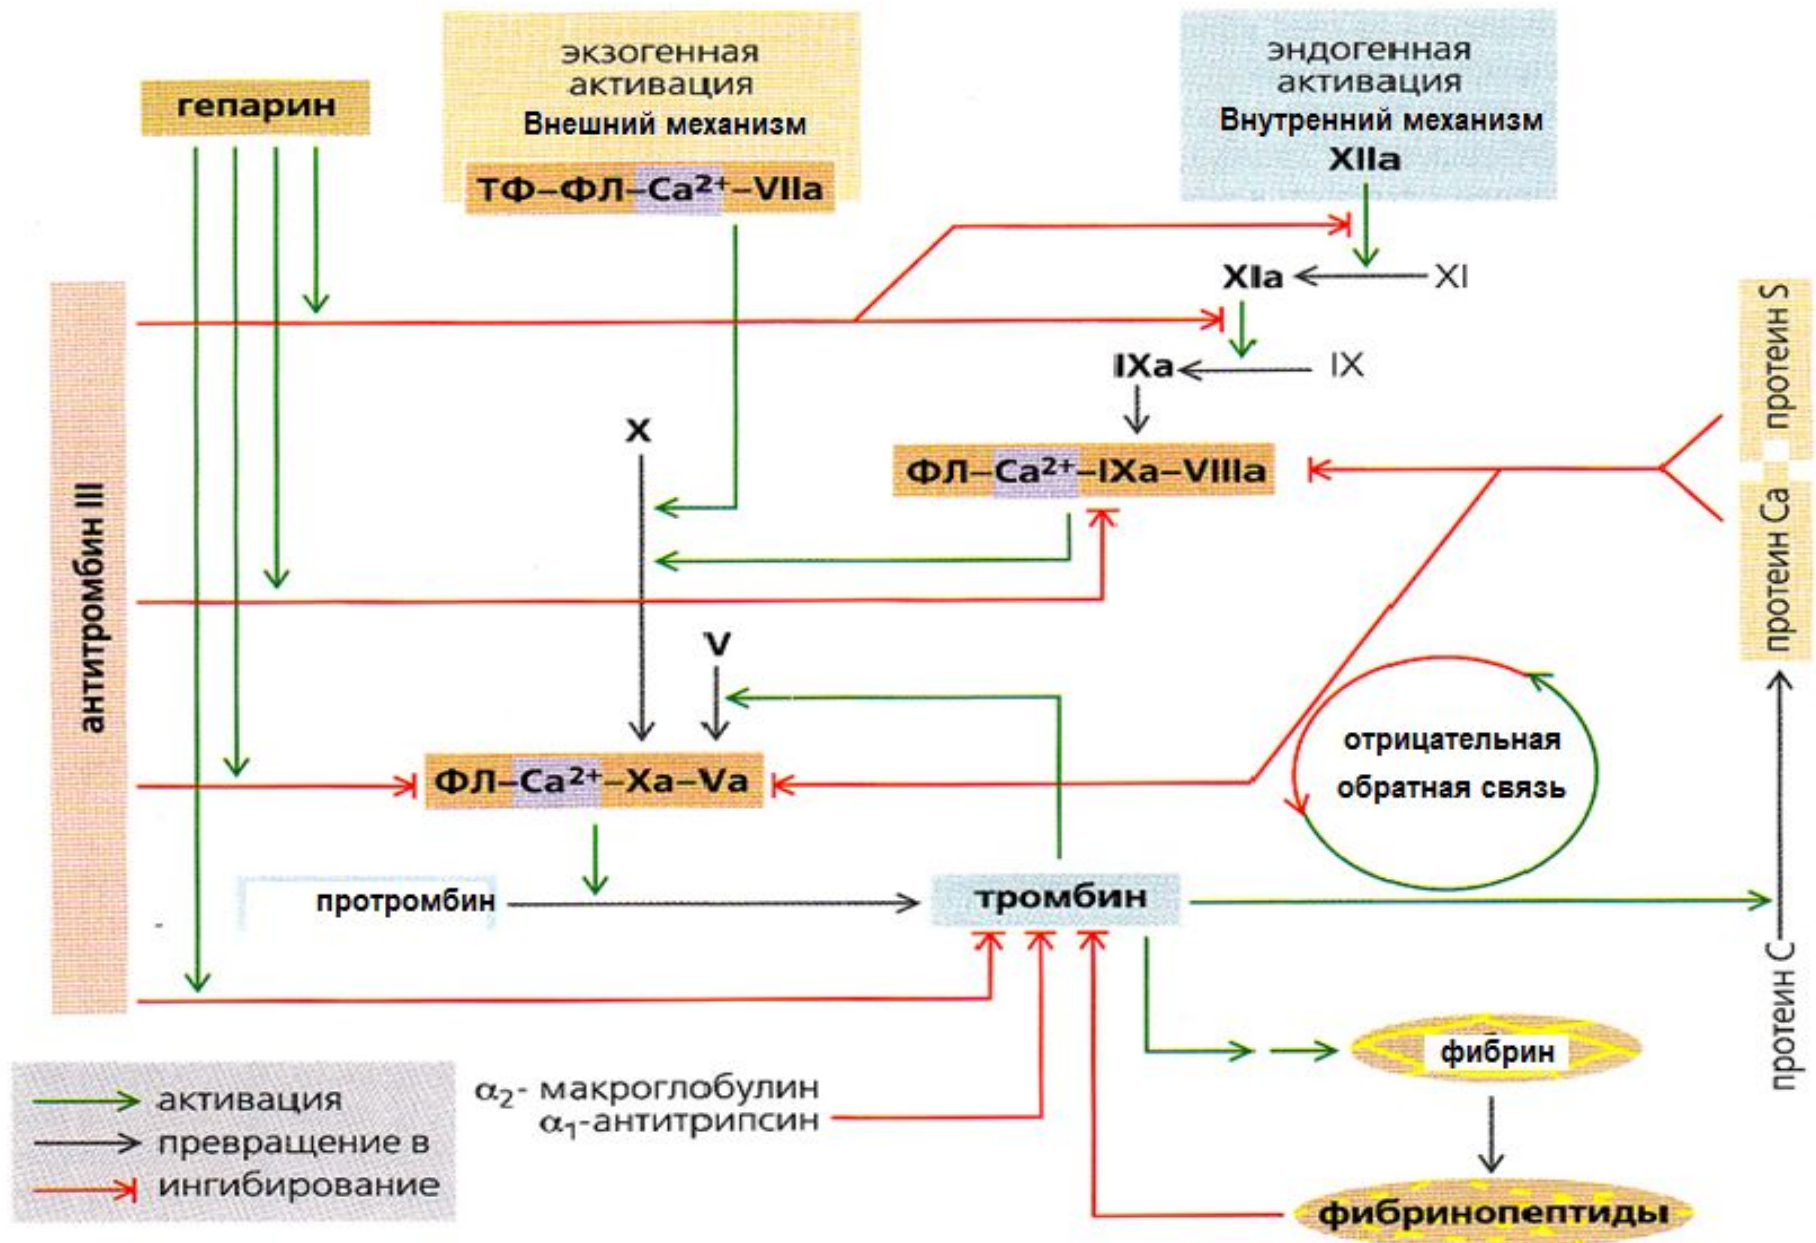 экзогенная
активация
Внешний механизм
ТФ–ФЛ–Ca²⁺–VIIa
эндогенная
активация
Внутренний механизм
XIIa
гепарин
XIa
XI
IXa
IX
X
ФЛ–Ca²⁺–IXa–VIIIa
антитромбин III
протеин S
протеин Ca
V
ФЛ–Ca²⁺–Xa–Va
отрицательная
обратная связь
протромбин
тромбин
протеин C
фибрин
фибринопептиды
α₂- макроглобулин
α₁-антитрипсин
активация
превращение в
ингибирование